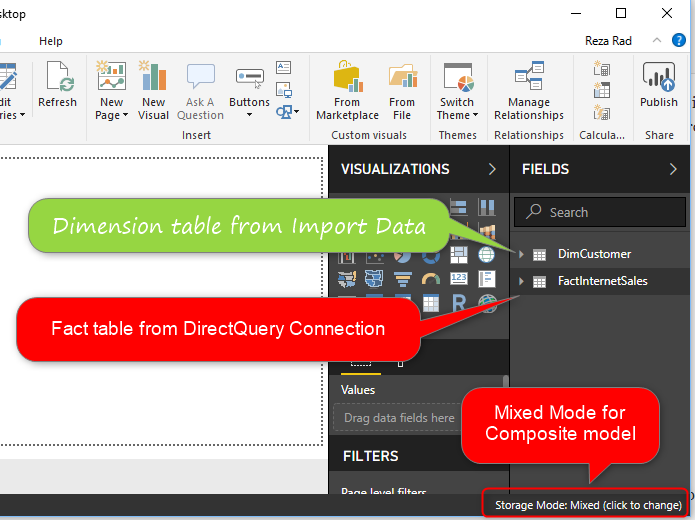 sktop
Help
Reza Rad
?
Refresh
New
Page
New
Visual
Ask A
Question
Buttons
From
Marketplace
From
File
Switch
Theme
Manage
Relationships
Publish
Insert
Custom visuals
Themes
Relationships
Calcula...
Share
VISUALIZATIONS
FIELDS
Search
Dimension table from Import Data
DimCustomer
123
FactInternetSales
R
Fact table from DirectQuery Connection
Values
Drag data fields here
Mixed Mode for
Composite model
FILTERS
Page level filters
Storage Mode: Mixed (click to change)